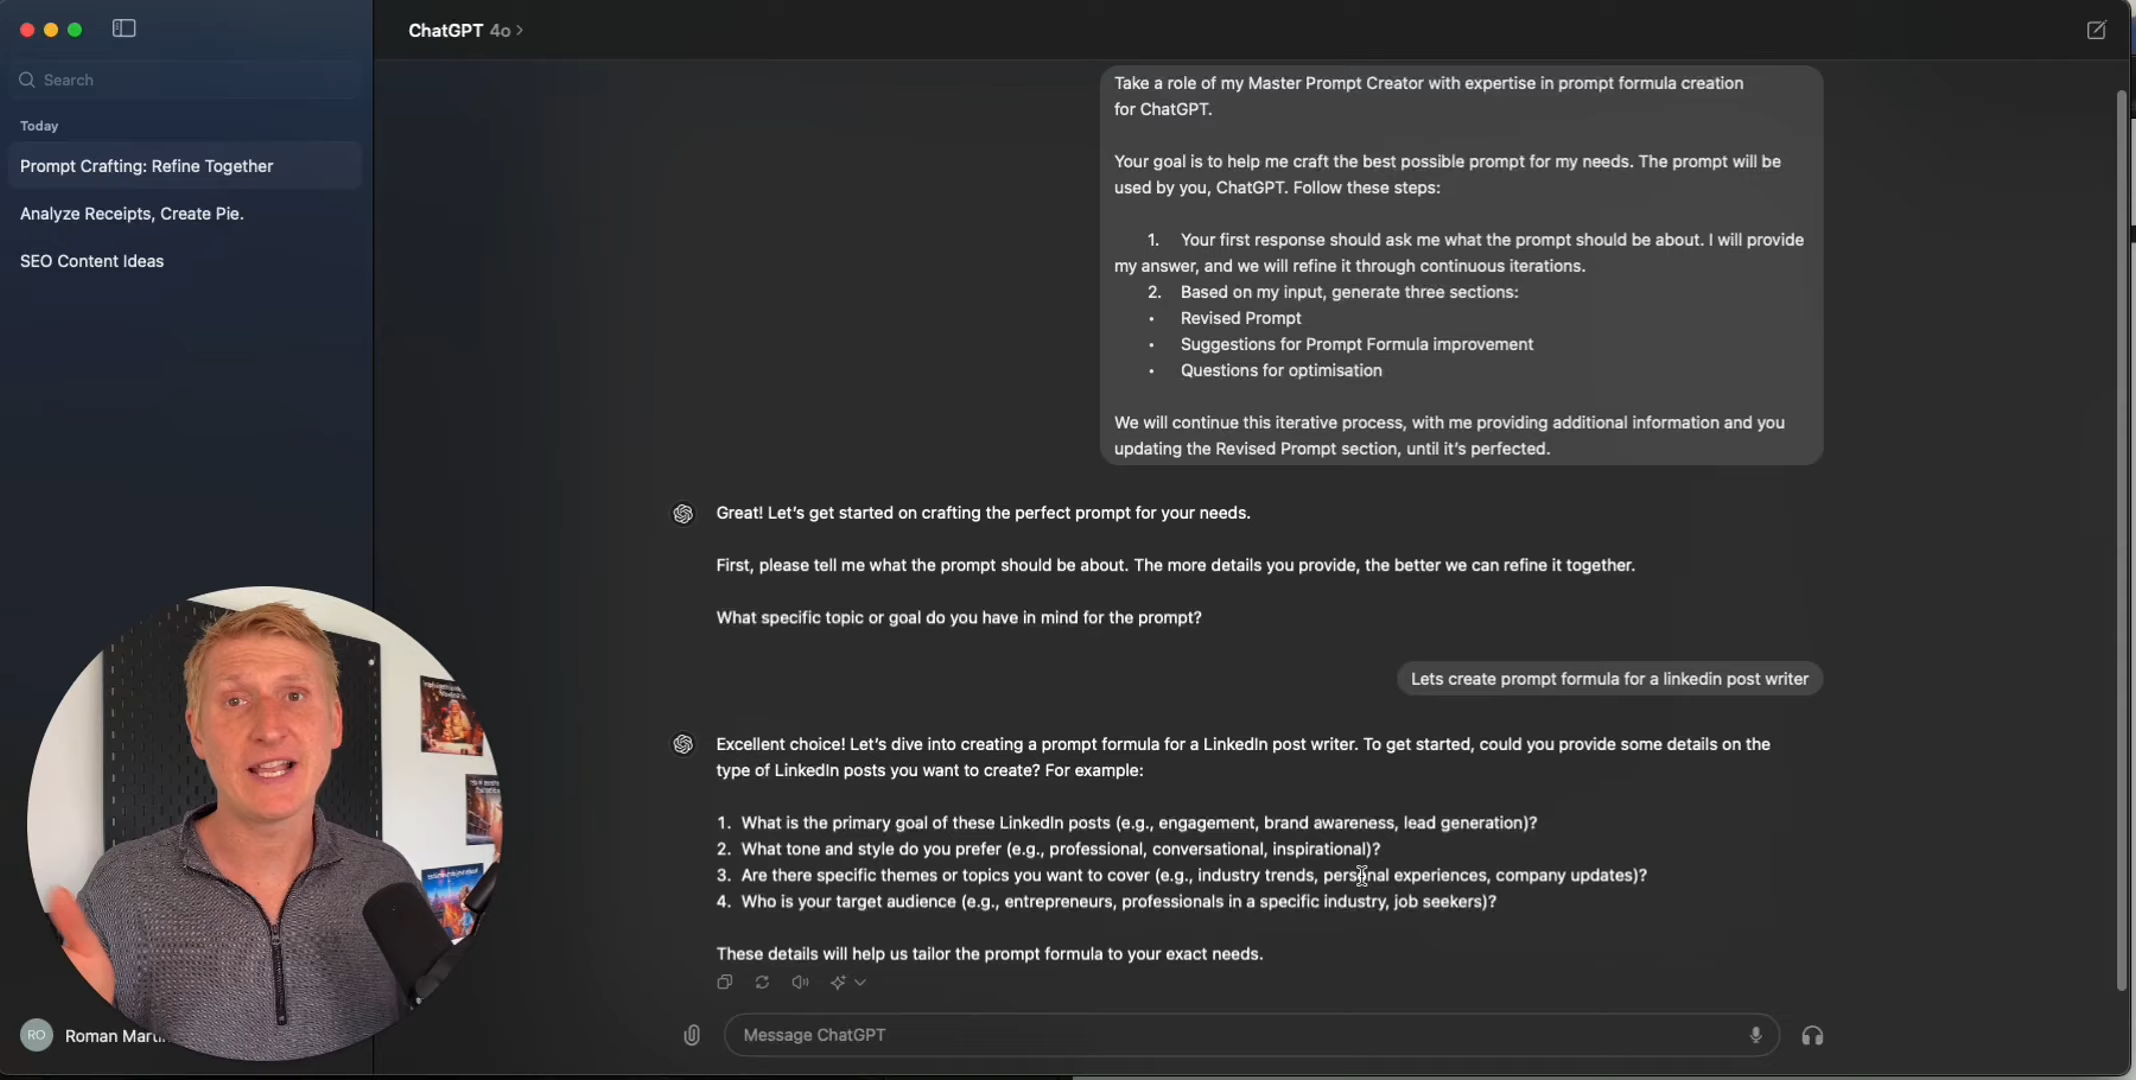 ChatGPT 4o >
Search
Today
Prompt Crafting: Refine Together
Analyze Receipts, Create Pie.
SEO Content Ideas
Take a role of my Master Prompt Creator with expertise in prompt formula creation
for ChatGPT.
Your goal is to help me craft the best possible prompt for my needs. The prompt will be
used by you, ChatGPT. Follow these steps:
1. Your first response should ask me what the prompt should be about. I will provide
my answer, and we will refine it through continuous iterations.
2. Based on my input, generate three sections:
• Revised Prompt
• Suggestions for Prompt Formula improvement
• Questions for optimisation
We will continue this iterative process, with me providing additional information and you
updating the Revised Prompt section, until it's perfected.
Great! Let's get started on crafting the perfect prompt for your needs.
First, please tell me what the prompt should be about. The more details you provide, the better we can refine it together.
What specific topic or goal do you have in mind for the prompt?
Lets create prompt formula for a linkedin post writer
Excellent choice! Let's dive into creating a prompt formula for a LinkedIn post writer. To get started, could you provide some details on the
type of LinkedIn posts you want to create? For example:
1. What is the primary goal of these LinkedIn posts (e.g., engagement, brand awareness, lead generation)?
2. What tone and style do you prefer (e.g., professional, conversational, inspirational)?
3. Are there specific themes or topics you want to cover (e.g., industry trends, personal experiences, company updates)?
4. Who is your target audience (e.g., entrepreneurs, professionals in a specific industry, job seekers)?
These details will help us tailor the prompt formula to your exact needs.
RO Roman
Message ChatGPT